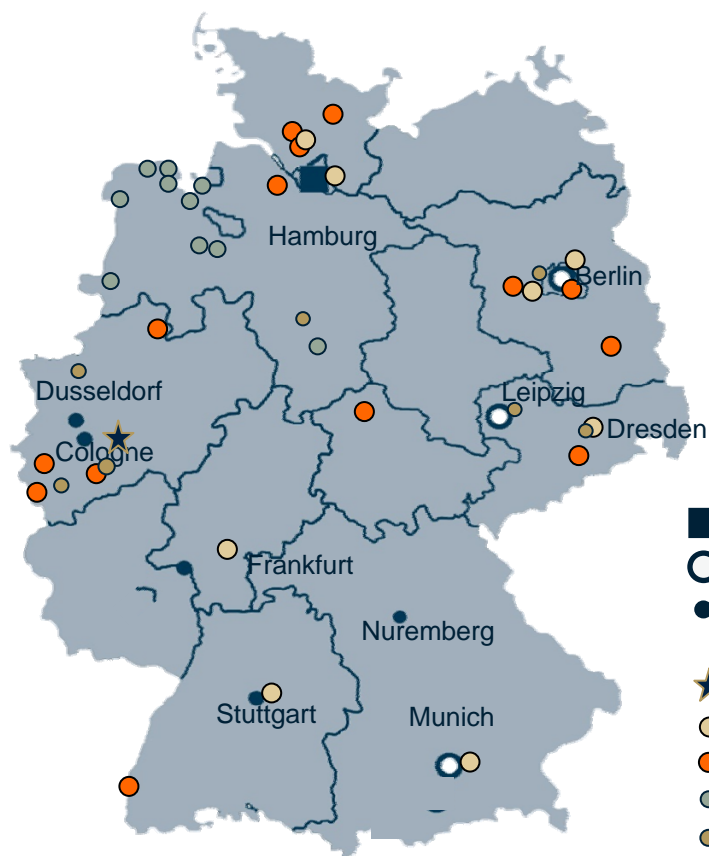 Hamburg
Berlin
Dusseldorf
Leipzig
Cologne
Dresden
Frankfurt
Nuremberg
Stuttgart
Munich